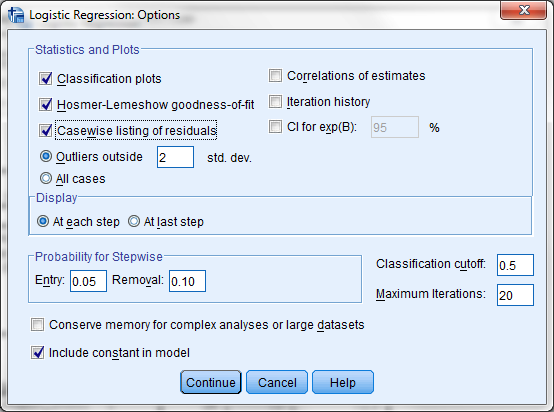 Logistic Regression: Options
Statistics and Plots
Classification plots
Correlations of estimates
Hosmer-Lemeshow goodness-of-fit
Iteration history
Casewise listing of residuals
CI for exp(B): 95 %
Outliers outside 2 std. dev.
All cases
Display
At each step At last step
Probability for Stepwise
Entry: 0.05 Removal: 0.10
Classification cutoff: 0.5
Maximum Iterations: 20
Conserve memory for complex analyses or large datasets
Include constant in model
Continue Cancel Help